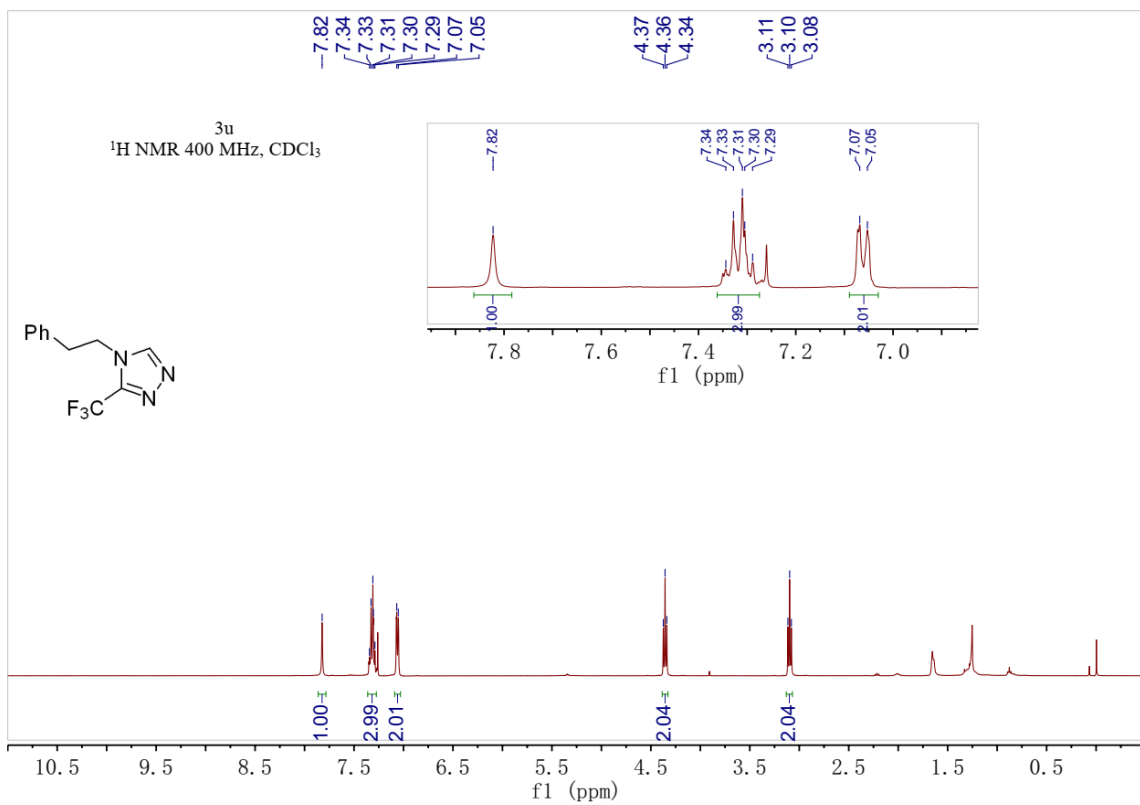 7.82
7.34
7.33
7.31
7.30
7.29
7.07
7.05
4.37
4.36
4.34
3.11
3.10
3.08
3u
¹H NMR 400 MHz, CDCl₃
7.82
7.34
7.33
7.31
7.30
7.29
7.07
7.05
1.00
2.99
2.01
7.8 7.6 7.4 7.2 7.0
f1 (ppm)
Ph
N
N
N
F₃C
1.00
2.99
2.01
2.04
2.04
10.5 9.5 8.5 7.5 6.5 5.5 4.5 3.5 2.5 1.5 0.5
f1 (ppm)